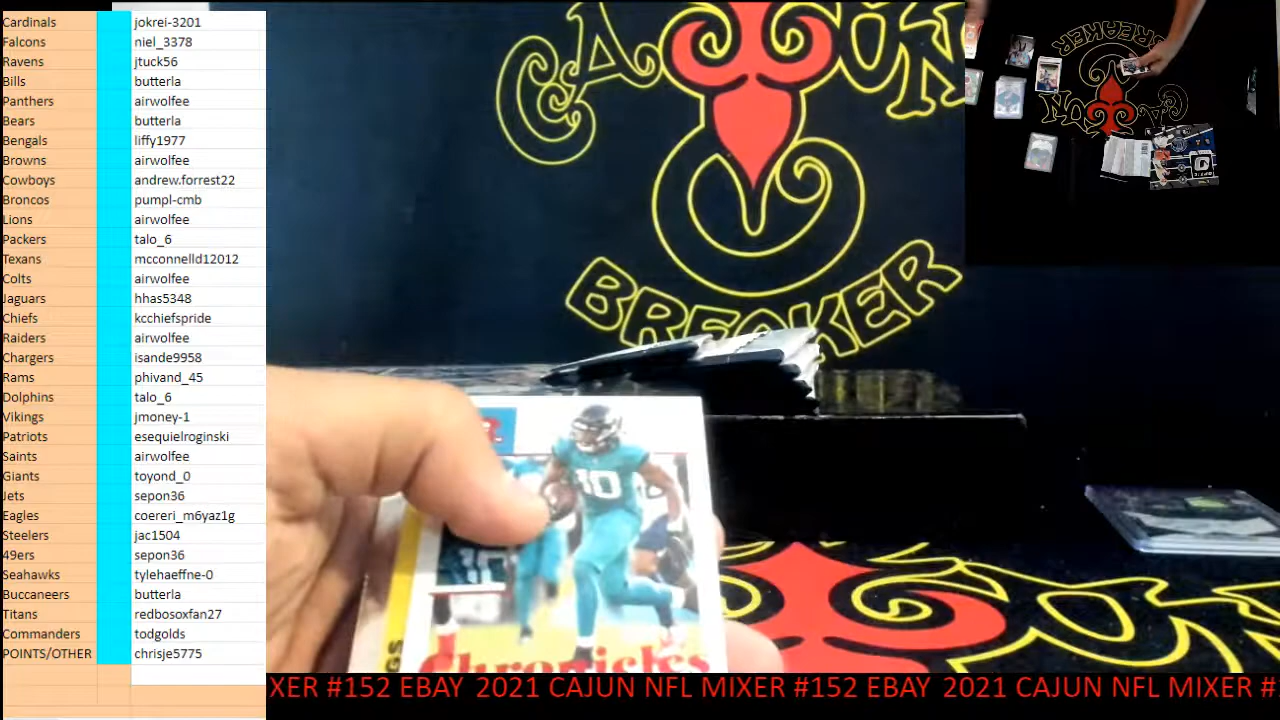 Cardinals jokrei-3201
Falcons niel_3378
Ravens jtuck56
Bills butterla
Panthers airwolfee
Bears butterla
Bengals liffy1977
Browns airwolfee
Cowboys andrew.forrest22
Broncos pumpl-cmb
Lions airwolfee
Packers talo_6
Texans mcconnelld12012
Colts airwolfee
Jaguars hhas5348
Chiefs kcchiefspride
Raiders airwolfee
Chargers isande9958
Rams phivand_45
Dolphins talo_6
Vikings jmoney-1
Patriots esequielroginski
Saints airwolfee
Giants toyond_0
Jets sepon36
Eagles coereri_m6yaz1g
Steelers jac1504
49ers sepon36
Seahawks tylehaeffne-0
Buccaneers butterla
Titans redbosoxfan27
Commanders todgolds
POINTS/OTHER chrisje5775
CAJUN
BREAKER
10
Chronicles
BREAKER
XER #152 EBAY 2021 CAJUN NFL MIXER #152 EBAY 2021 CAJUN NFL MIXER #1